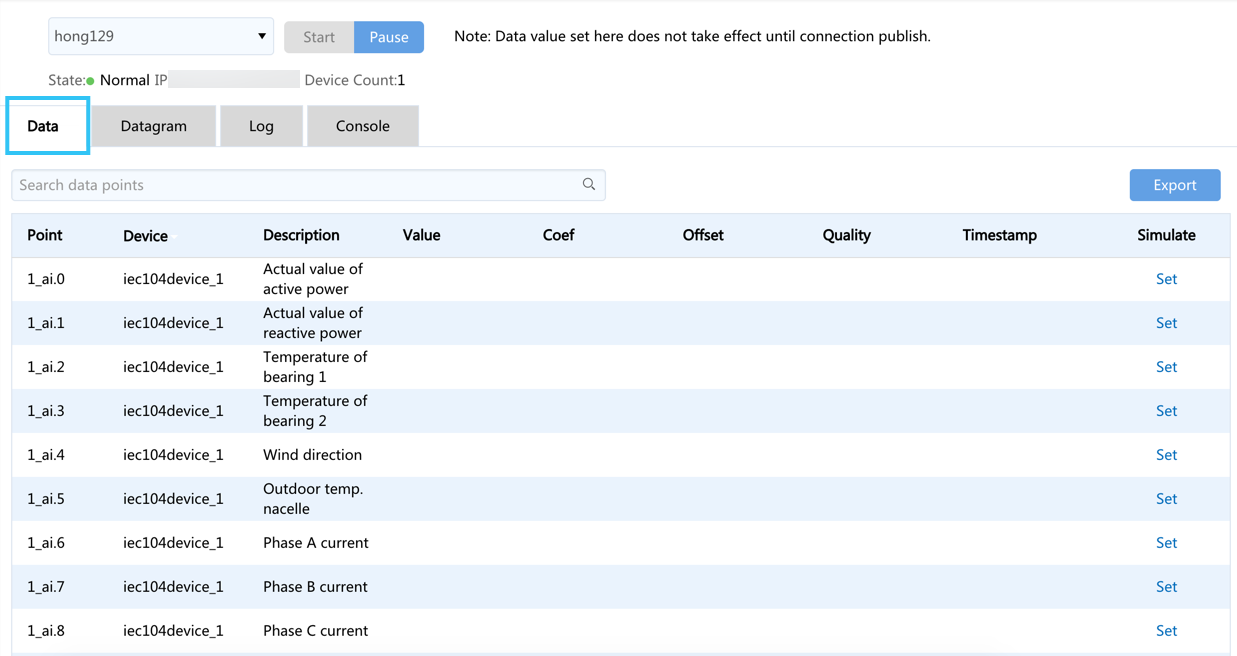 hong129
Start
Pause
Note: Data value set here does not take effect until connection publish.
State: Normal IP Device Count:1
Data
Datagram
Log
Console
Search data points
Export
Point Device Description Value Coef Offset Quality Timestamp Simulate
1_ai.0 iec104device_1 Actual value of
active power Set
1_ai.1 iec104device_1 Actual value of
reactive power Set
1_ai.2 iec104device_1 Temperature of
bearing 1 Set
1_ai.3 iec104device_1 Temperature of
bearing 2 Set
1_ai.4 iec104device_1 Wind direction Set
1_ai.5 iec104device_1 Outdoor temp.
nacelle Set
1_ai.6 iec104device_1 Phase A current Set
1_ai.7 iec104device_1 Phase B current Set
1_ai.8 iec104device_1 Phase C current Set